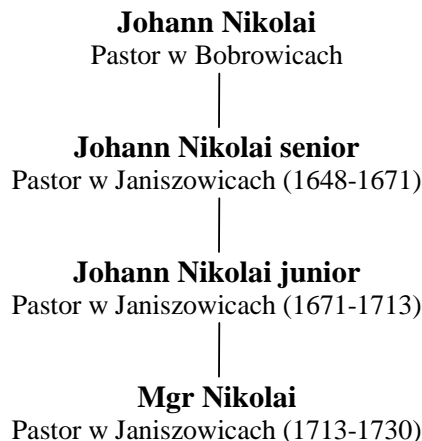 Johann Nikolai
Pastor w Bobrowicach
Johann Nikolai senior
Pastor w Janiszowicach (1648-1671)
Johann Nikolai junior
Pastor w Janiszowicach (1671-1713)
Mgr Nikolai
Pastor w Janiszowicach (1713-1730)